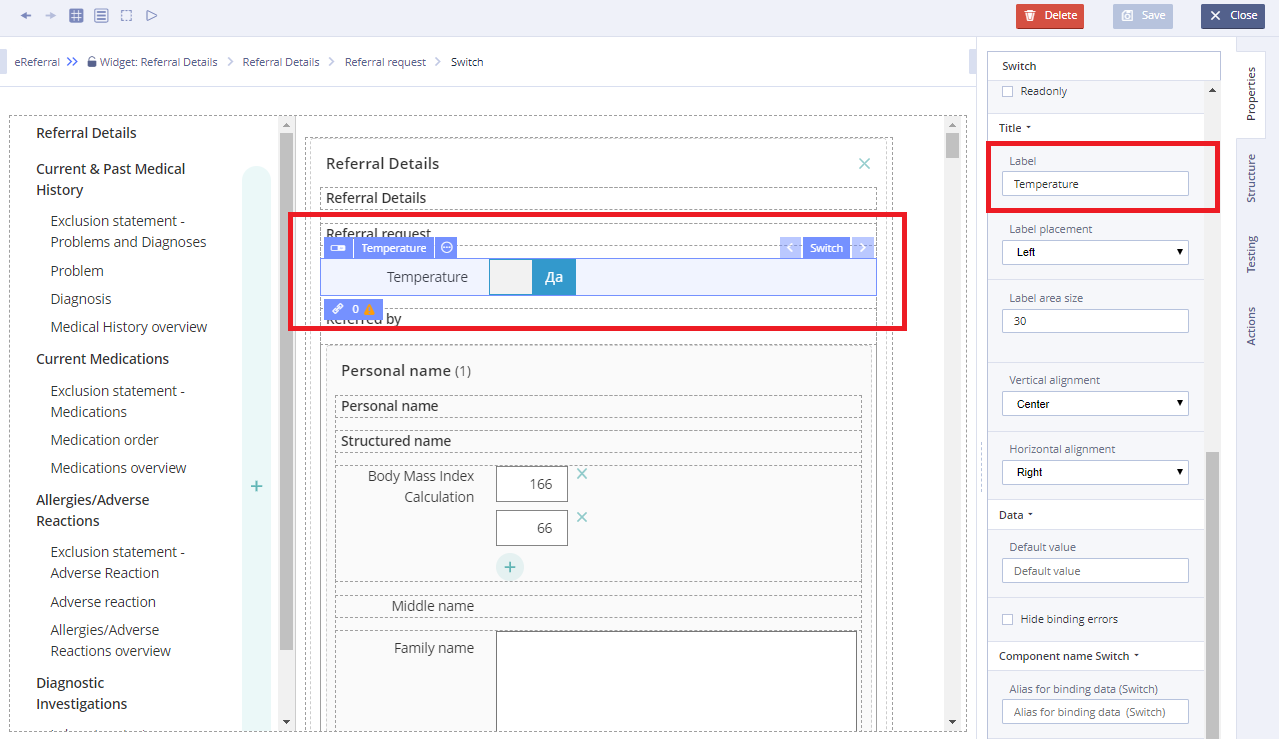 Delete
Save
Close
eReferral
Widget: Referral Details
Referral Details
Referral request
Switch
Referral Details
Current & Past Medical
History
Exclusion statement -
Problems and Diagnoses
Problem
Diagnosis
Medical History overview
Current Medications
Exclusion statement -
Medications
Medication order
Medications overview
Allergies/Adverse
Reactions
Exclusion statement -
Adverse Reaction
Adverse reaction
Allergies/Adverse
Reactions overview
Diagnostic
Investigations
Referral Details
Referral Details
Referral request
Temperature
Switch
Temperature
Да
0
Referred by
Personal name (1)
Personal name
Structured name
Body Mass Index
Calculation
166
66
Middle name
Family name
Switch
Readonly
Title
Label
Temperature
Label placement
Left
Label area size
30
Vertical alignment
Center
Horizontal alignment
Right
Data
Default value
Default value
Hide binding errors
Component name Switch
Alias for binding data (Switch)
Alias for binding data (Switch)
Properties
Structure
Testing
Actions